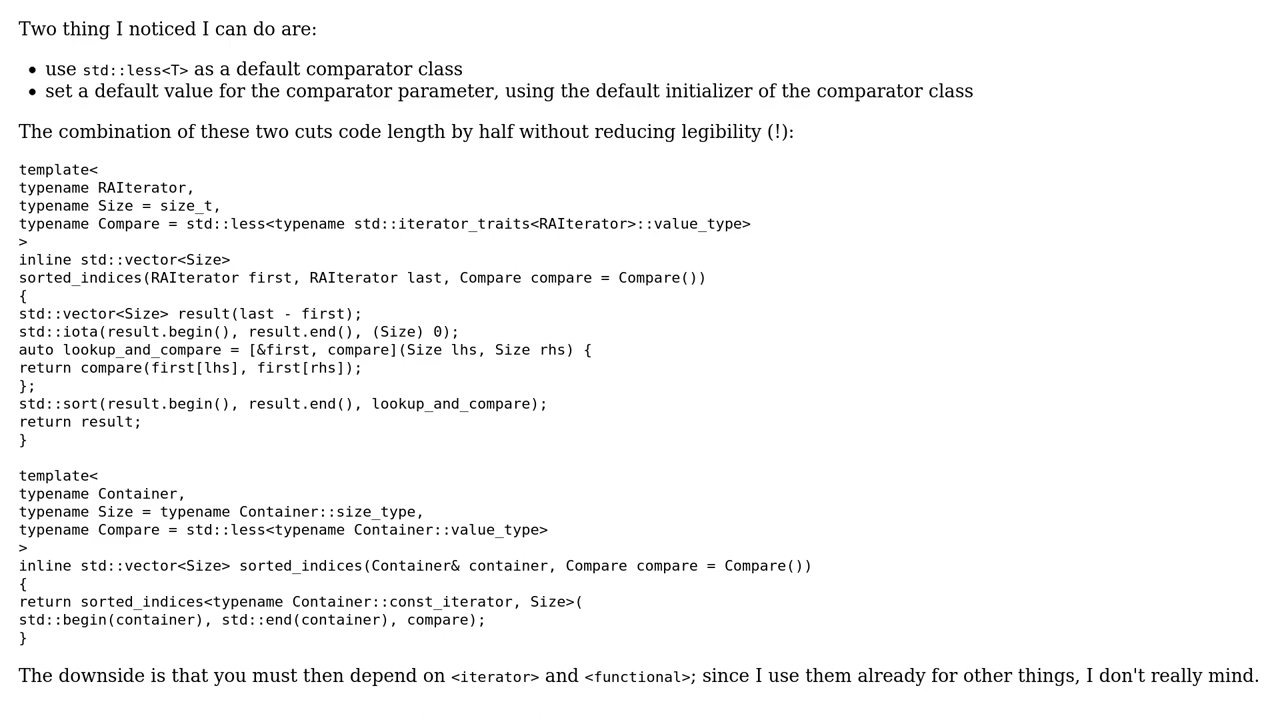 Two thing I noticed I can do are:
• use std::less<T> as a default comparator class
• set a default value for the comparator parameter, using the default initializer of the comparator class
The combination of these two cuts code length by half without reducing legibility (!):
template<
typename RAIterator,
typename Size = size_t,
typename Compare = std::less<typename std::iterator_traits<RAIterator>::value_type>
>
inline std::vector<Size>
sorted_indices(RAIterator first, RAIterator last, Compare compare = Compare())
{
std::vector<Size> result(last - first);
std::iota(result.begin(), result.end(), (Size) 0);
auto lookup_and_compare = [&first, compare](Size lhs, Size rhs) {
return compare(first[lhs], first[rhs]);
};
std::sort(result.begin(), result.end(), lookup_and_compare);
return result;
}
template<
typename Container,
typename Size = typename Container::size_type,
typename Compare = std::less<typename Container::value_type>
>
inline std::vector<Size> sorted_indices(Container& container, Compare compare = Compare())
{
return sorted_indices<typename Container::const_iterator, Size>(
std::begin(container), std::end(container), compare);
}
The downside is that you must then depend on <iterator> and <functional>; since I use them already for other things, I don't really mind.